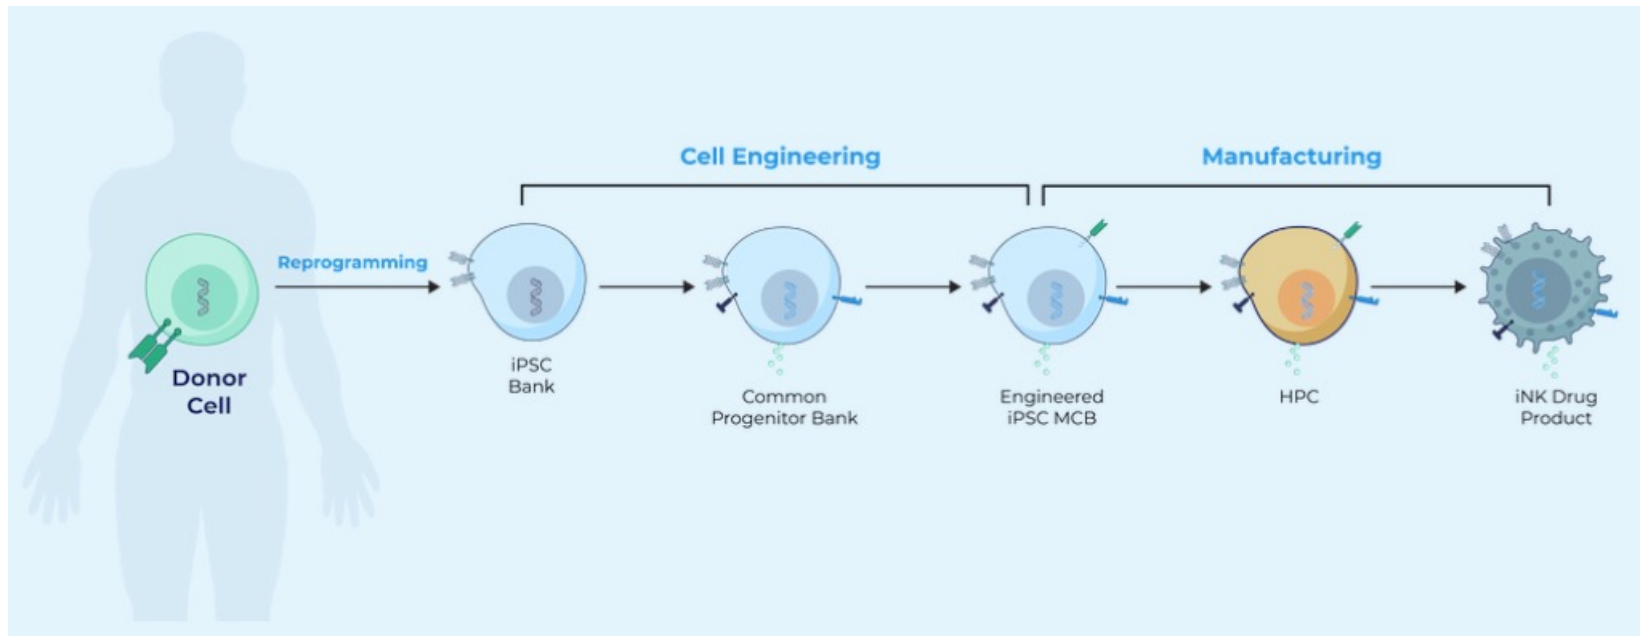 Cell Engineering
Manufacturing
Reprogramming
Donor
Cell
iPSC
Bank
Common
Progenitor Bank
Engineered
iPSC MCB
HPC
iNK Drug
Product